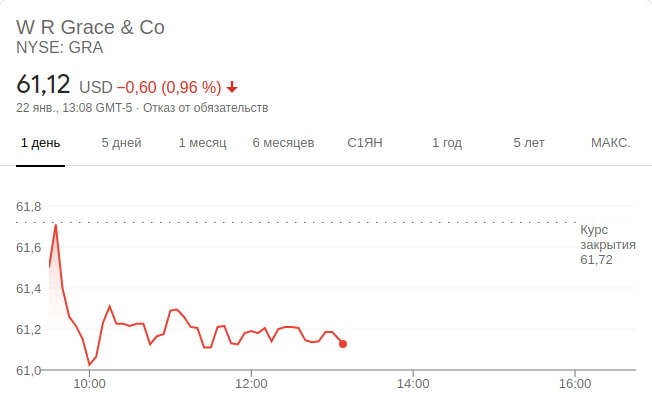 W R Grace & Co
NYSE: GRA
61,12 USD −0,60 (0,96 %)
22 янв., 13:08 GMT-5 · Отказ от обязательств
1 день 5 дней 1 месяц 6 месяцев С1ЯН 1 год 5 лет МАКС.
61,8
Курс
закрытия
61,72
61,6
61,4
61,2
61,0
10:00 12:00 14:00 16:00